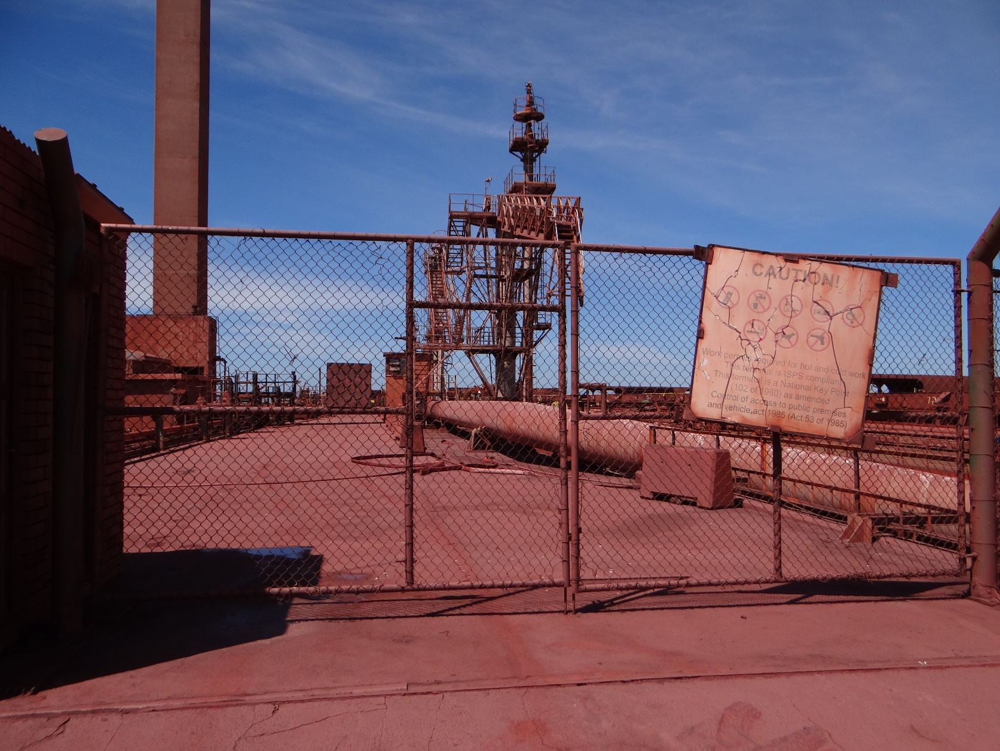 CAUTION!
Work permits required for hot and cold work
This terminal is ISPS compliant
This terminal is a National Key Point
(102 of 1980) as amended
Control of access to public premises
and vehicle act 1985 (Act 53 of 1985)